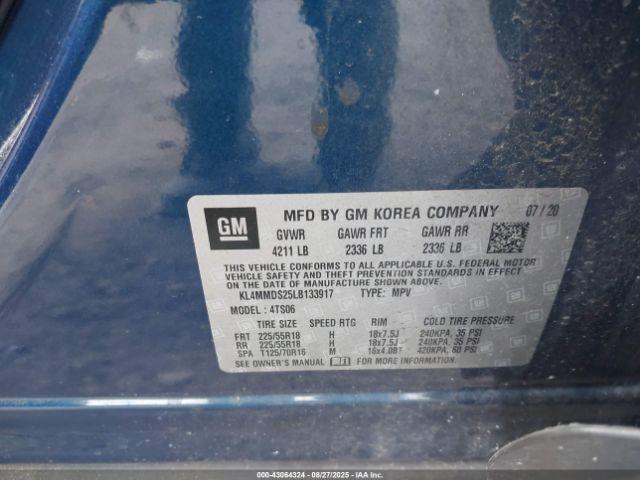 GM
MFD BY GM KOREA COMPANY 07 / 20
GVWR GAWR FRT GAWR RR
4211 LB 2336 LB 2336 LB
THIS VEHICLE CONFORMS TO ALL APPLICABLE U.S. FEDERAL MOTOR
VEHICLE SAFETY AND THEFT PREVENTION STANDARDS IN EFFECT ON
THE DATE OF MANUFACTURE SHOWN ABOVE.
KL4MMDS25LB133917 TYPE: MPV
MODEL : 4TS06
TIRE SIZE SPEED RTG RIM COLD TIRE PRESSURE
FRT 225/55R18 H 18x7.5J 240KPA, 35 PSI
RR 225/55R18 H 18x7.5J 240KPA, 35 PSI
SPA T125/70R16 M 16x4.0BT 420KPA, 60 PSI
SEE OWNER'S MANUAL FOR MORE INFORMATION.
000-43064324 - 08/27/2025 - IAAI.com